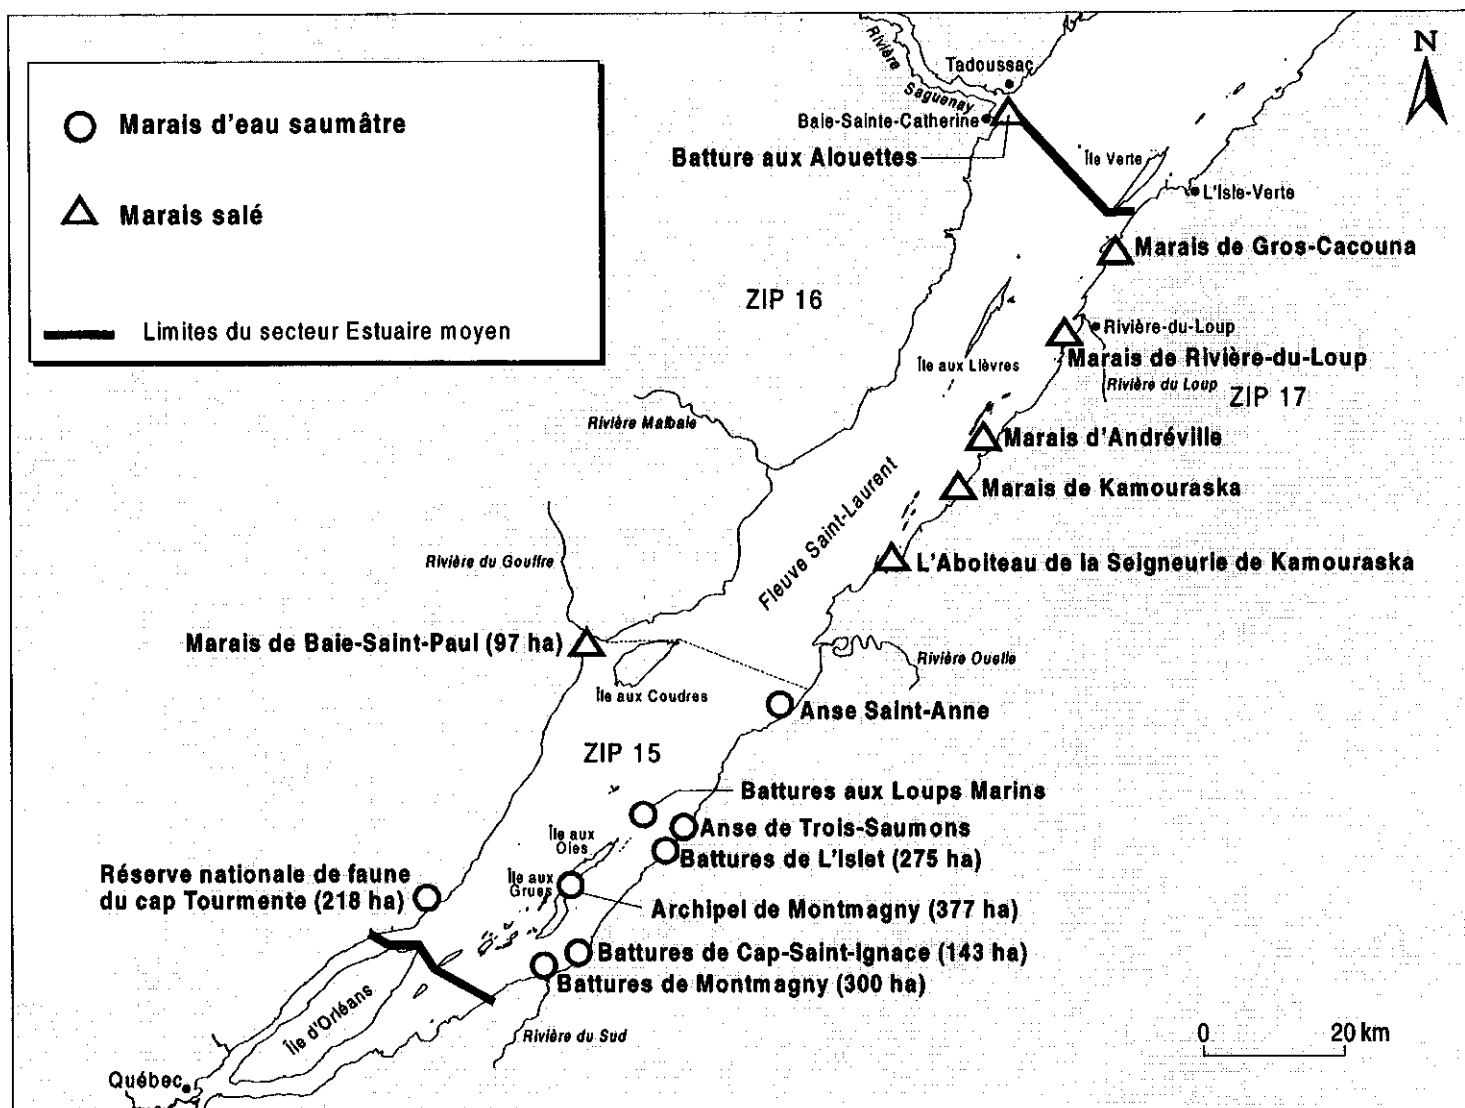 Marais d'eau saumâtre
Marais salé
Limites du secteur Estuaire moyen
N
Rivière
Saguenay
Tadoussac
Baie-Sainte-Catherine
Batture aux Alouettes
Île Verte
L'Isle-Verte
Marais de Gros-Cacouna
ZIP 16
Rivière-du-Loup
Marais de Rivière-du-Loup
Île aux Lièvres
Rivière du Loup
ZIP 17
Rivière Malbaie
Marais d'Andréville
Fleuve Saint-Laurent
Marais de Kamouraska
Rivière du Gouffre
L'Aboiteau de la Seigneurie de Kamouraska
Marais de Baie-Saint-Paul (97 ha)
Rivière Ouelle
Île aux Coudres
Anse Saint-Anne
ZIP 15
Battures aux Loups Marins
Île aux
Oies
Anse de Trois-Saumons
Battures de L'Islet (275 ha)
Réserve nationale de faune
du cap Tourmente (218 ha)
Île aux
Grues
Archipel de Montmagny (377 ha)
Battures de Cap-Saint-Ignace (143 ha)
Battures de Montmagny (300 ha)
Île d'Orléans
Rivière du Sud
Québec
0 20 km